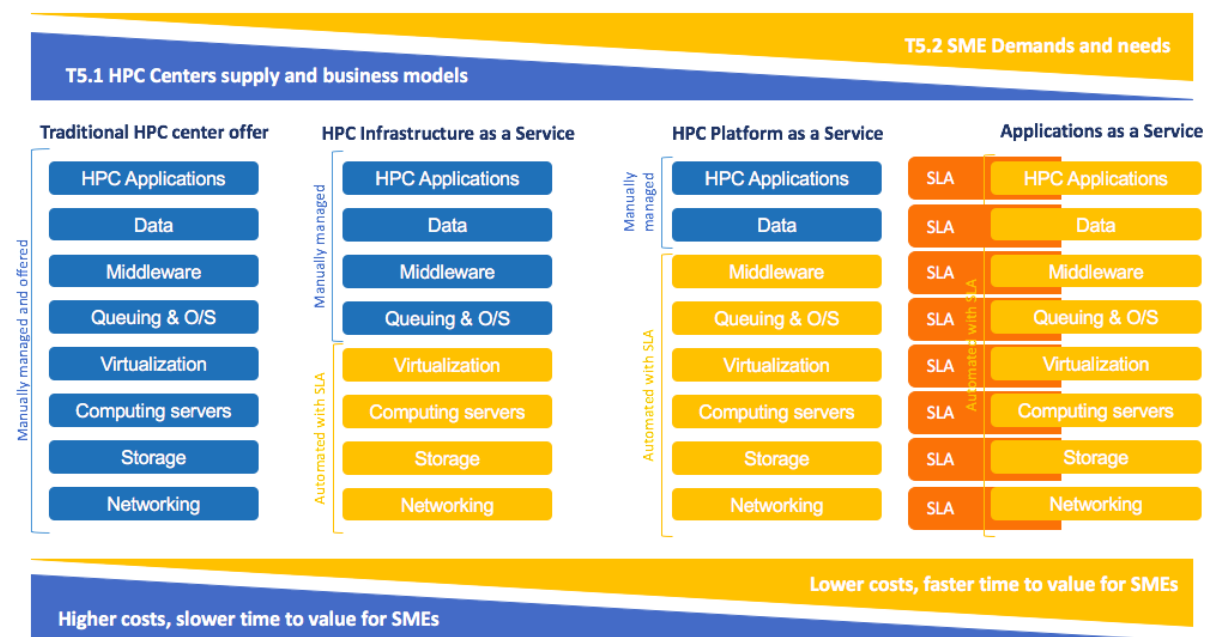 T5.2 SME Demands and needs
T5.1 HPC Centers supply and business models
Traditional HPC center offer
Manually managed and offered
HPC Applications
Data
Middleware
Queuing & O/S
Virtualization
Computing servers
Storage
Networking
HPC Infrastructure as a Service
Manually managed
HPC Applications
Data
Middleware
Queuing & O/S
Automated with SLA
Virtualization
Computing servers
Storage
Networking
HPC Platform as a Service
Manually
managed
HPC Applications
Data
Automated with SLA
Middleware
Queuing & O/S
Virtualization
Computing servers
Storage
Networking
Applications as a Service
Automated with SLA
SLA HPC Applications
SLA Data
SLA Middleware
SLA Queuing & O/S
SLA Virtualization
SLA Computing servers
SLA Storage
SLA Networking
Lower costs, faster time to value for SMEs
Higher costs, slower time to value for SMEs